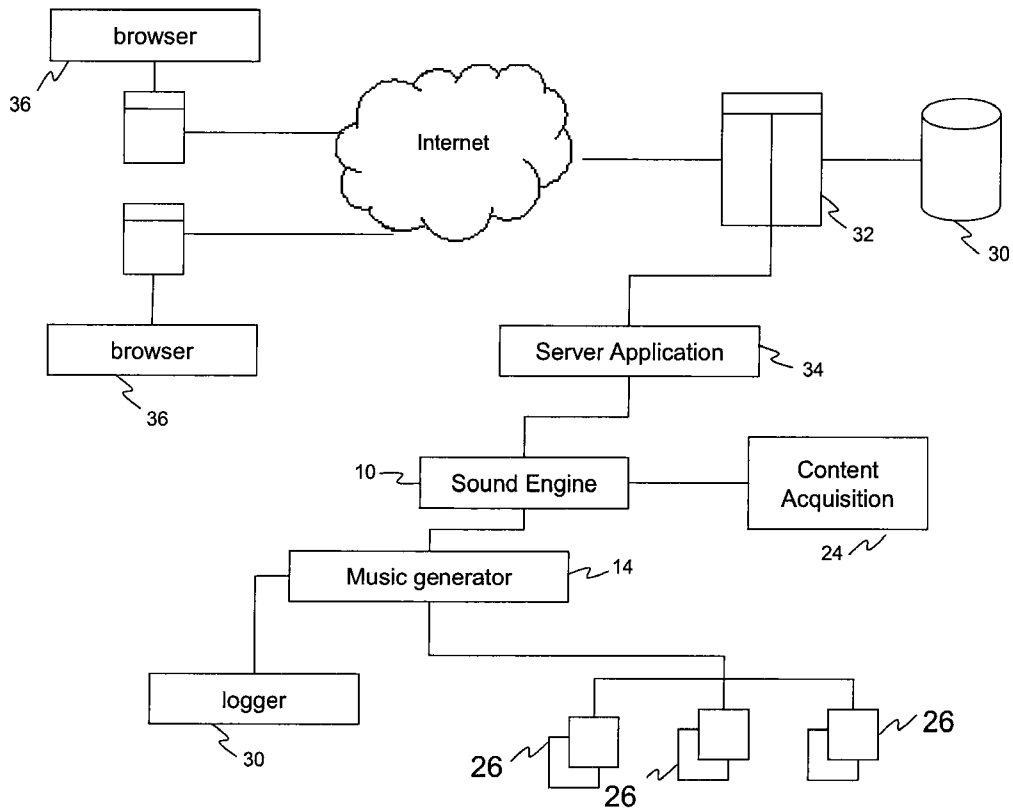 browser
36
Internet
32
30
browser
36
Server Application
34
10
Sound Engine
Content
Acquisition
24
Music generator
14
logger
30
26
26
26